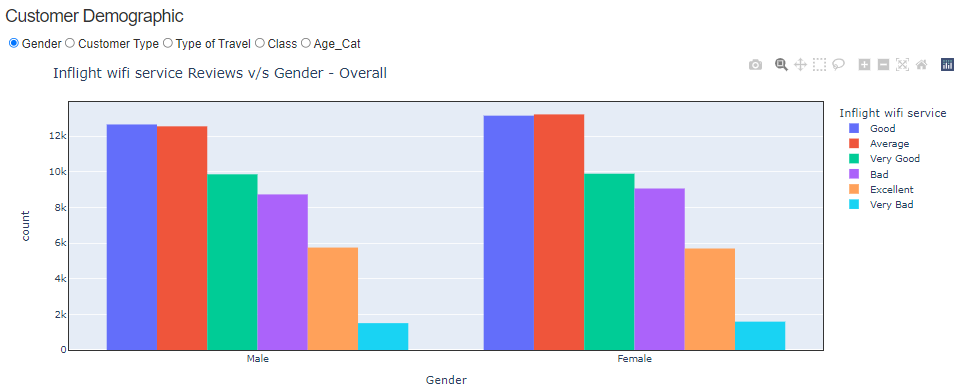 Customer Demographic
Gender Customer Type Type of Travel Class Age_Cat
Inflight wifi service Reviews v/s Gender - Overall
Inflight wifi service
Good
Average
Very Good
Bad
Excellent
Very Bad
12k
10k
8k
6k
4k
2k
0
count
Male Female
Gender